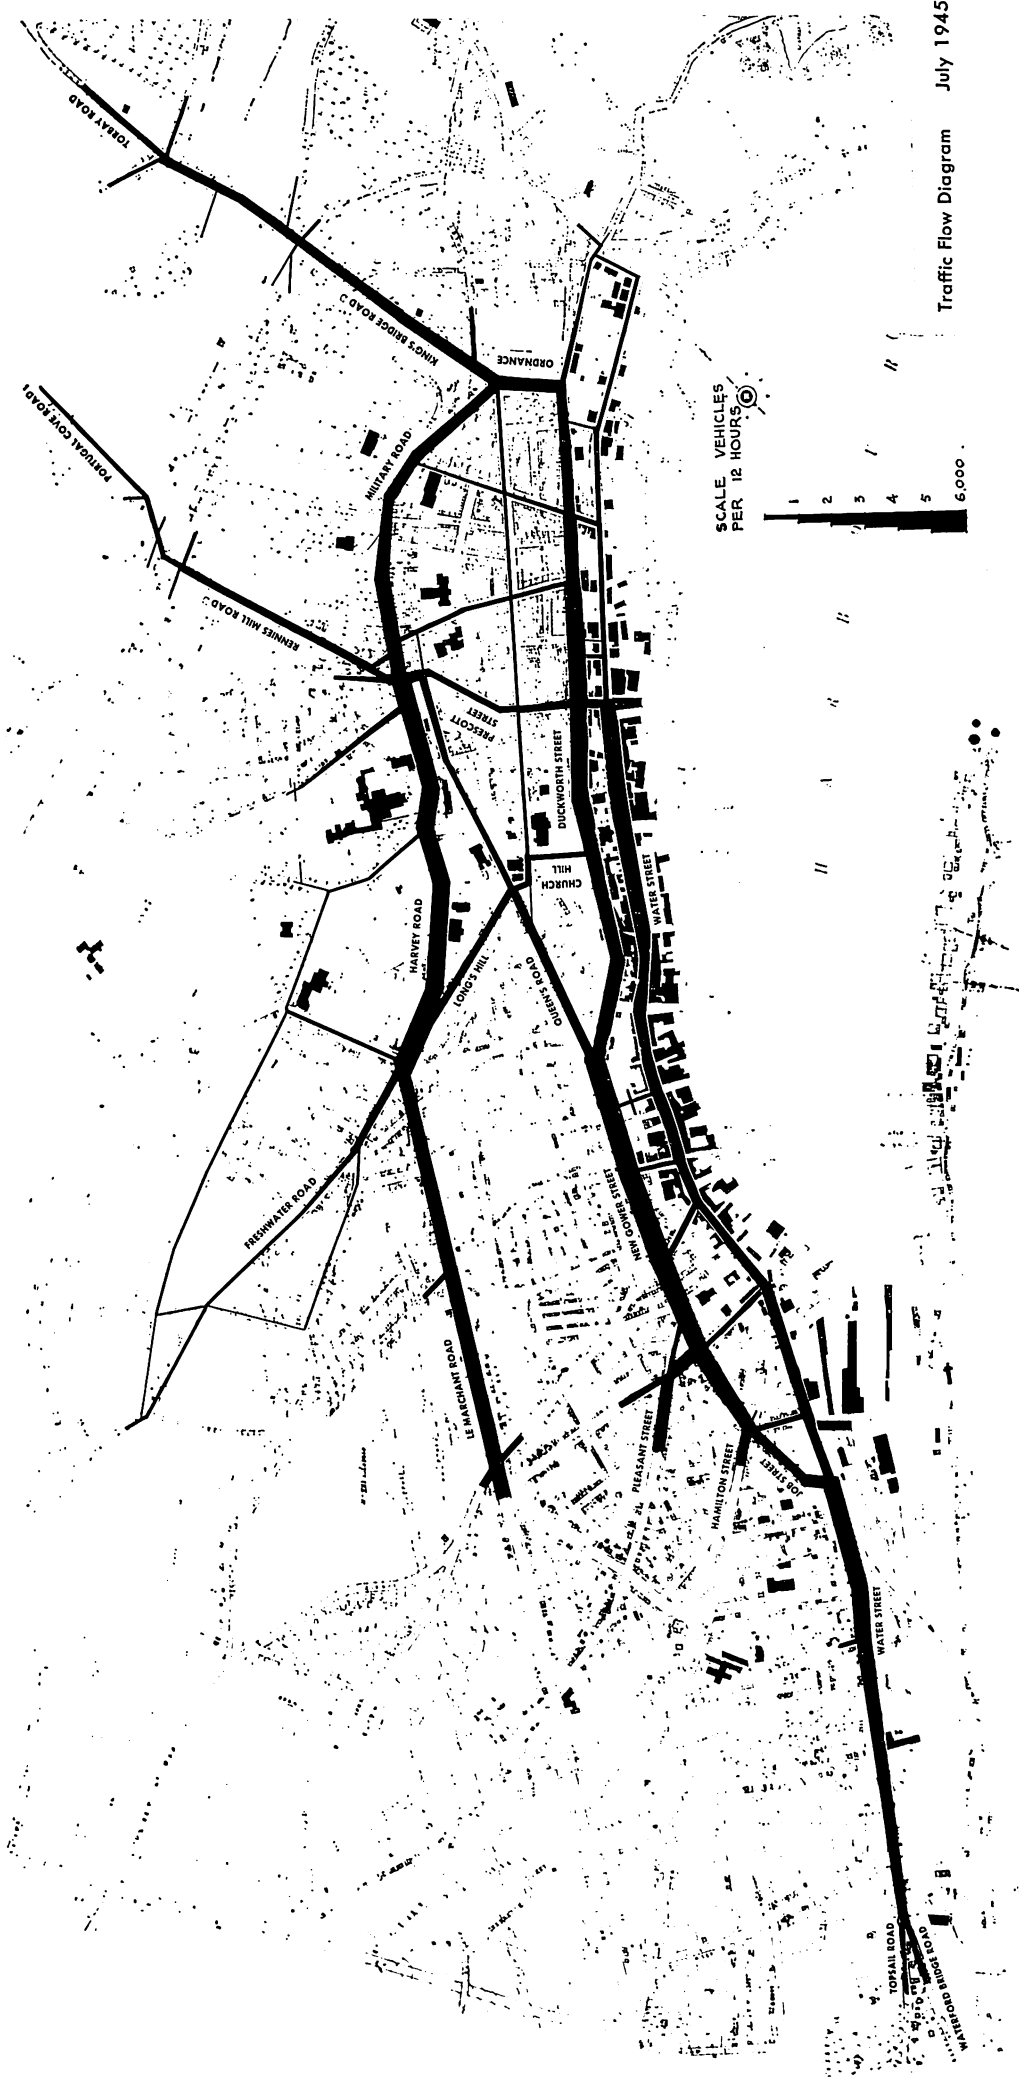 Traffic Flow Diagram July 1945
TORBAY ROAD
KING'S BRIDGE ROAD
PORTUGAL COVE ROAD
MILITARY ROAD
ORDNANCE
RENNIES MILL ROAD
SCALE VEHICLES
PER 12 HOURS
1
2
3
4
5
6,000
PRESCOTT
STREET
DUCKWORTH STREET
CHURCH
HILL
WATER STREET
HARVEY ROAD
LONG'S HILL
QUEEN'S ROAD
FRESHWATER ROAD
NEW GOWER STREET
LE MARCHANT ROAD
PLEASANT STREET
HAMILTON STREET
JOB STREET
WATER STREET
TOPSAIL ROAD
WATERFORD BRIDGE ROAD
H A R B O U R